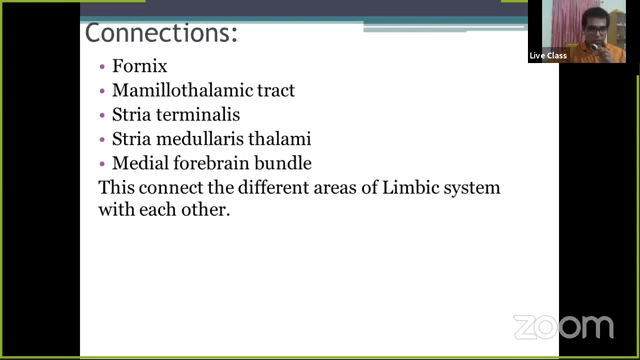 Connections:
Live Class
• Fornix
• Mamillothalamic tract
• Stria terminalis
• Stria medullaris thalami
• Medial forebrain bundle
This connect the different areas of Limbic system
with each other.
zoom